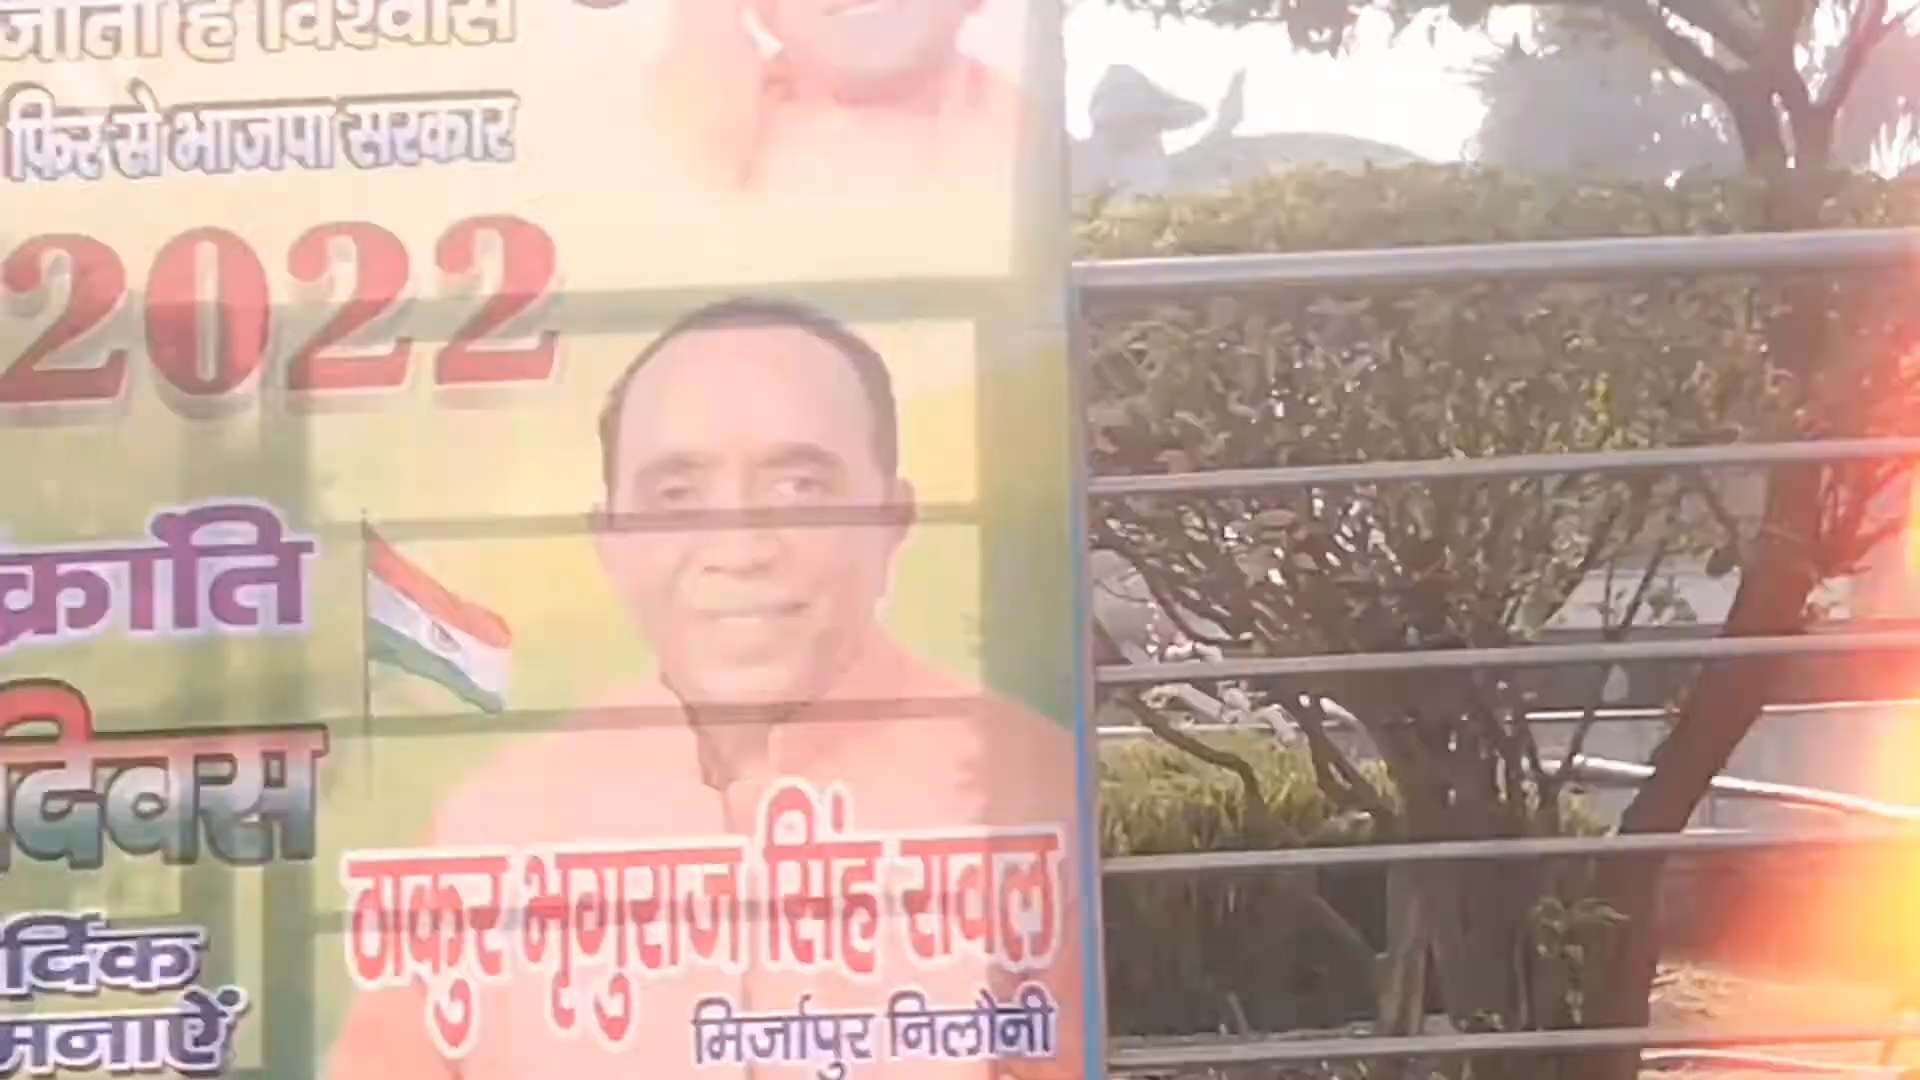 जीता है विश्वास
फिर से भाजपा सरकार
2022
क्रांति
दिवस
र्दिक
मनाऐं
ठाकुर भृगुराज सिंह रावल
मिर्जापुर निलौनी